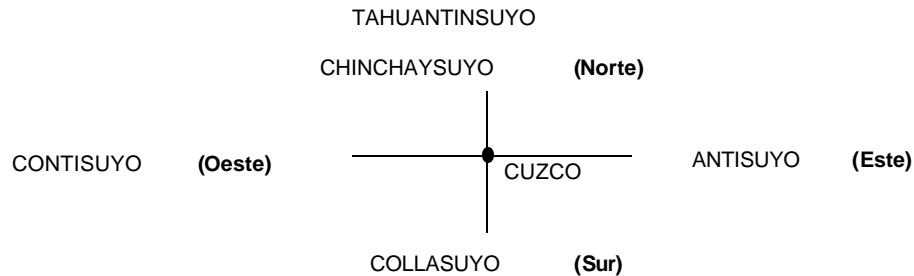 TAHUANTINSUYO
CHINCHAYSUYO (Norte)
CONTISUYO (Oeste)
ANTISUYO (Este)
CUZCO
COLLASUYO (Sur)